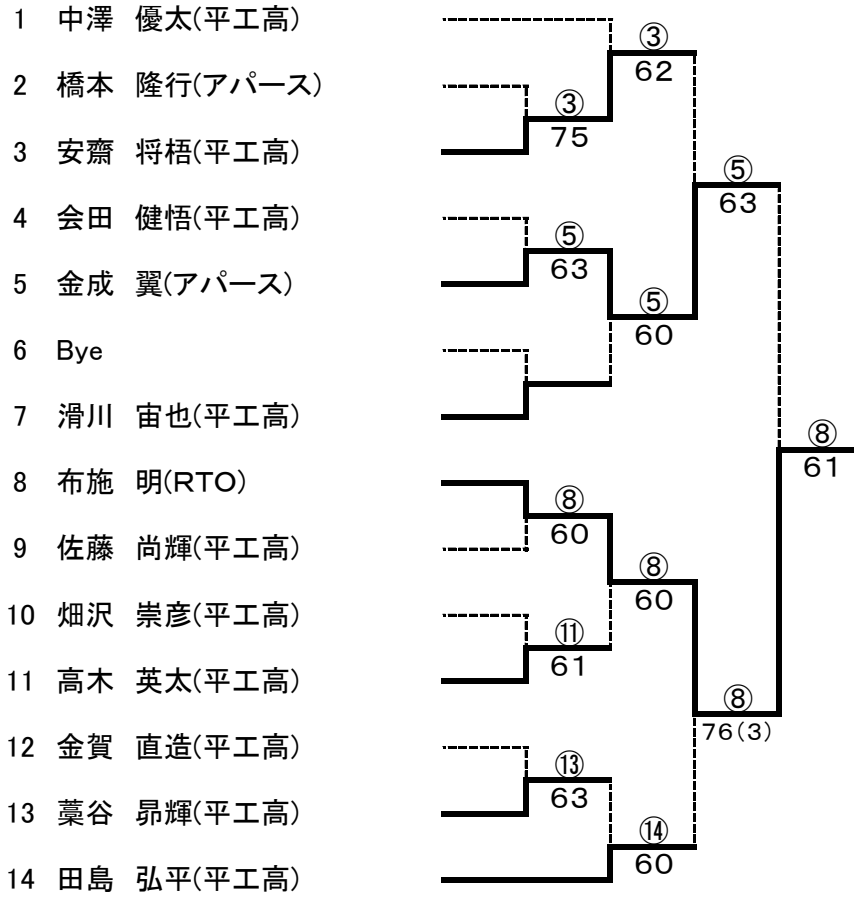 1 中澤 優太(平工高)
2 橋本 隆行(アパース)
3 安齋 将梧(平工高)
4 会田 健悟(平工高)
5 金成 翼(アパース)
6 Bye
7 滑川 宙也(平工高)
8 布施 明(RTO)
9 佐藤 尚輝(平工高)
10 畑沢 崇彦(平工高)
11 高木 英太(平工高)
12 金賀 直造(平工高)
13 藁谷 昴輝(平工高)
14 田島 弘平(平工高)
③
75
⑤
63
⑧
60
⑪
61
⑬
63
③
62
⑤
60
⑧
60
⑭
60
⑤
63
⑧
76(3)
⑧
61